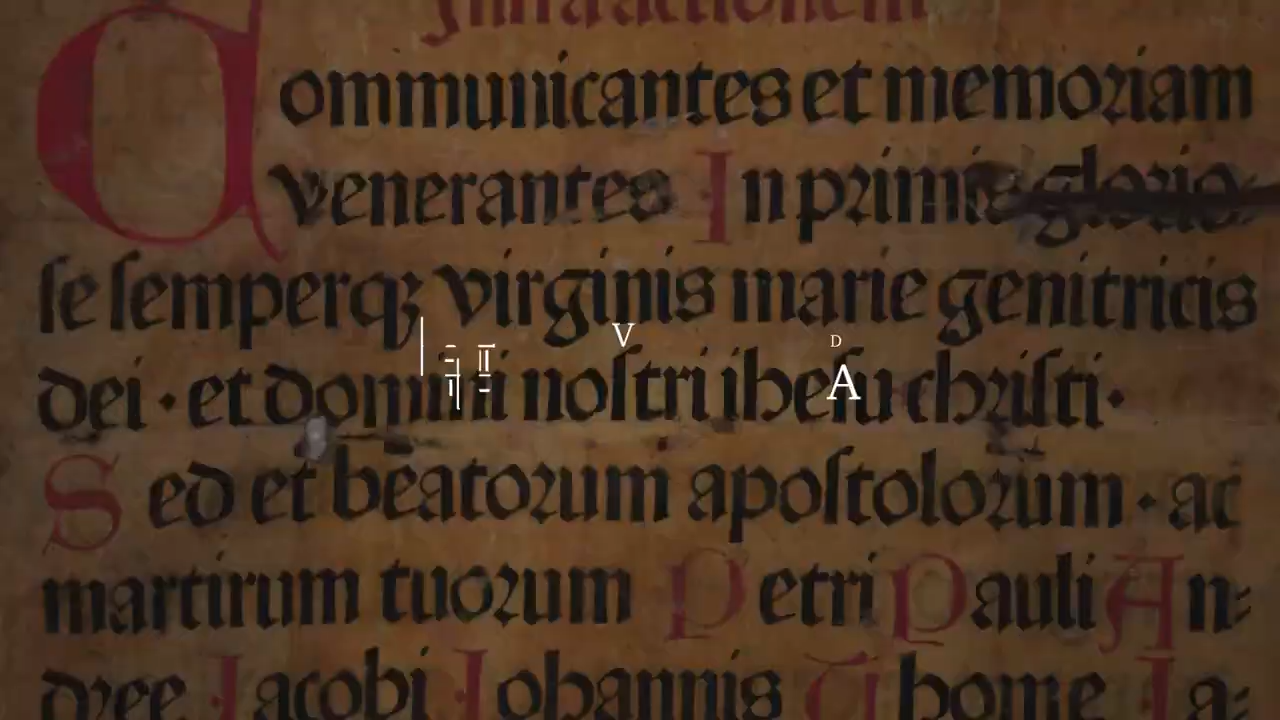 Infra actionem
Communicantes et memoriam
venerantes In primis glorio
se semperqꝫ virginis marie genitricis
V
D
A
dei · et domini nostri ihesu christi ·
Sed et beatorum apostolorum · ac
martirum tuorum Petri Pauli An-
dree Iacobi Iohannis Thome Ia-